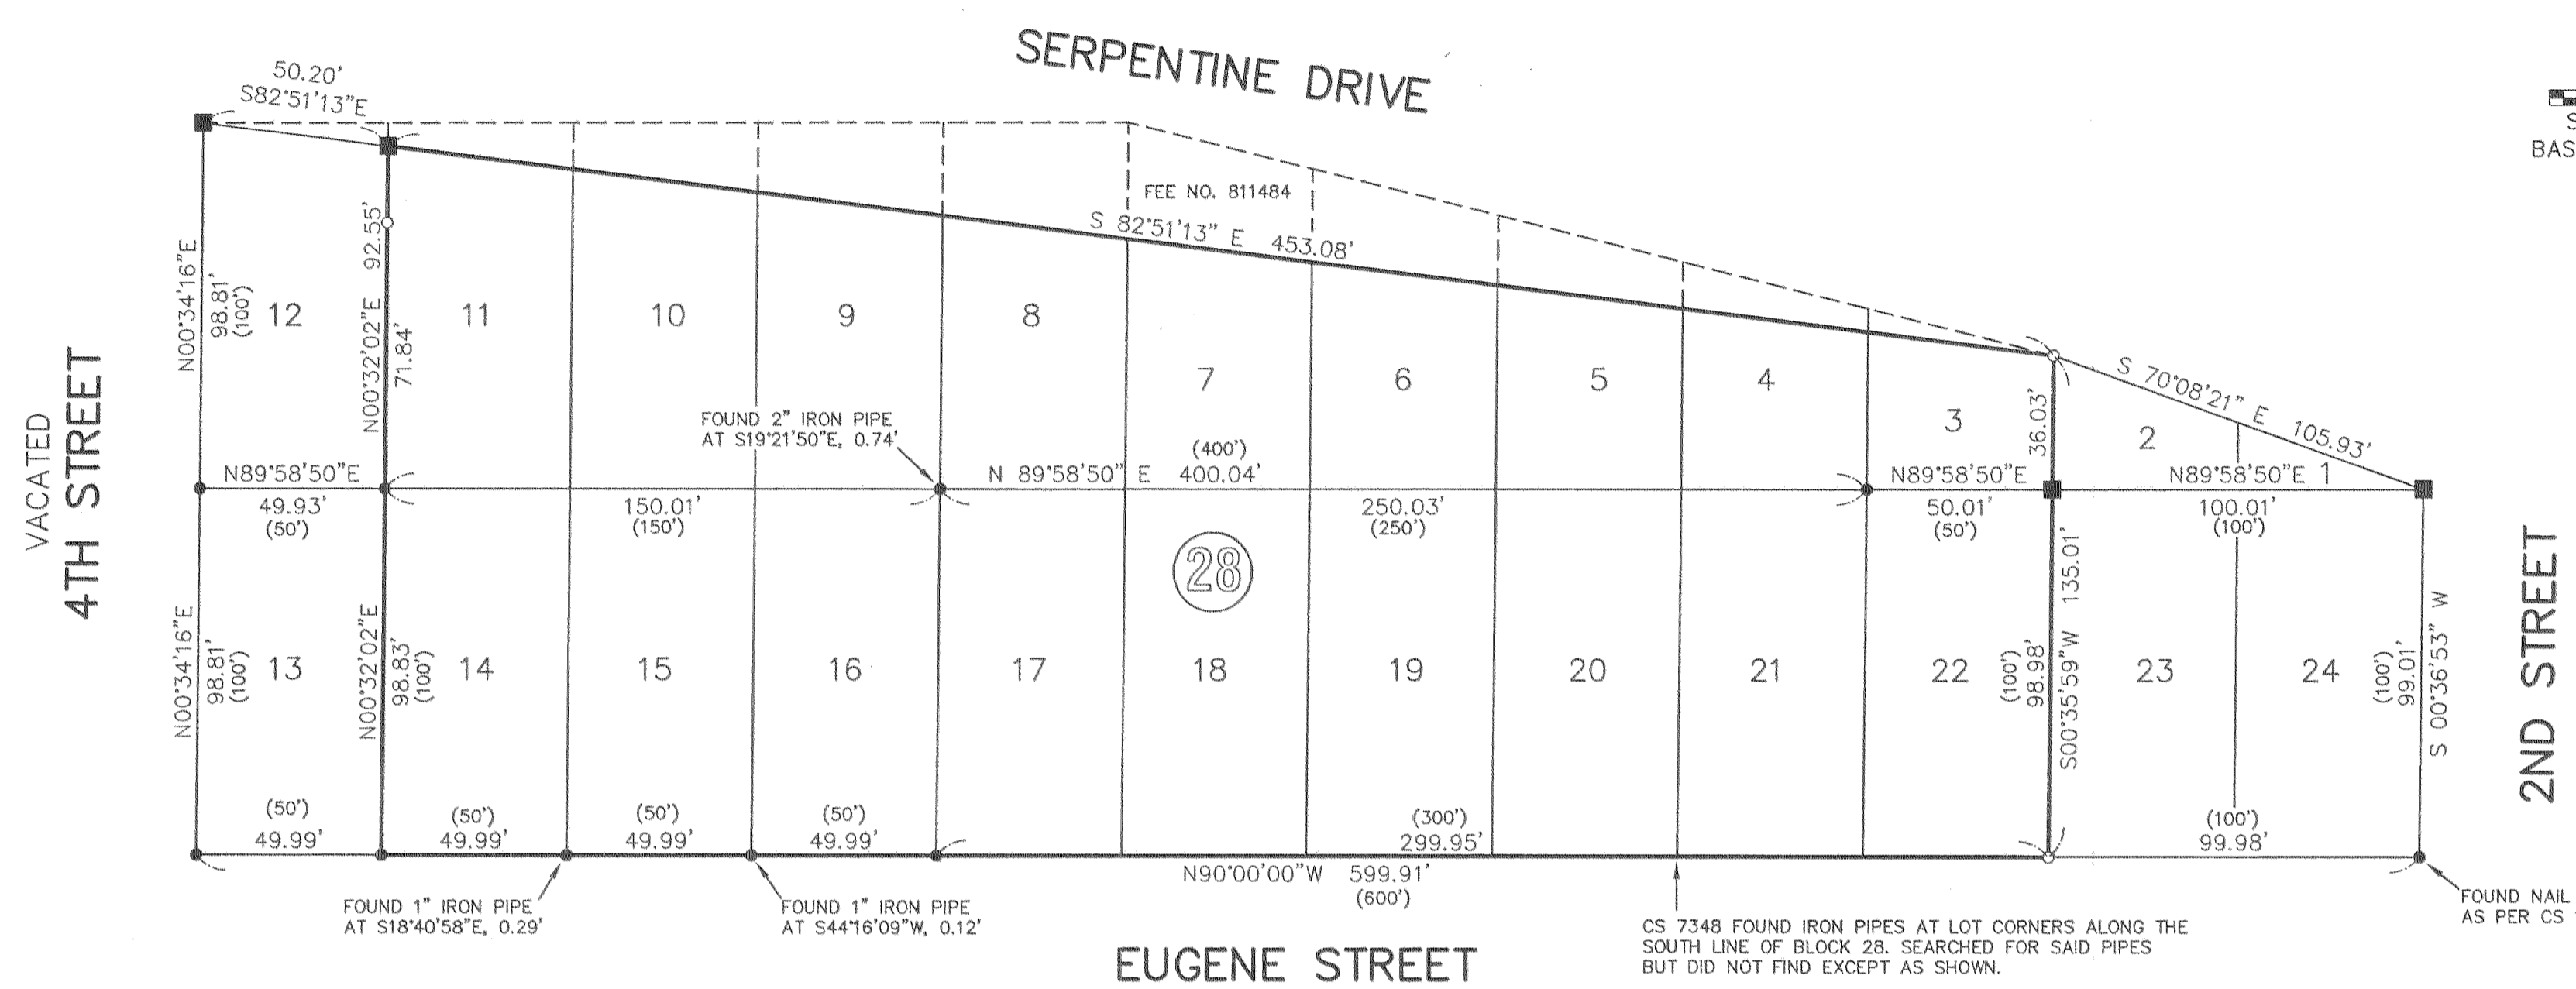 SERPENTINE DRIVE
50.20'
S82°51'13"E
S
BAS
FEE NO. 811484
S 82°51'13" E 453.08'
VACATED
4TH STREET
N00°34'16"E
98.81'
(100')
12
N00°32'02"E 92.55'
71.84'
11
10
9
8
7
6
5
4
3
36.03'
2
S 70°08'21" E 105.93'
1
FOUND 2" IRON PIPE
AT S19°21'50"E, 0.74'
N89°58'50"E
49.93'
(50')
150.01'
(150')
(400')
N 89°58'50" E 400.04'
250.03'
(250')
N89°58'50"E
50.01'
(50')
N89°58'50"E
100.01'
(100')
28
N00°34'16"E
98.81'
(100')
13
N00°32'02"E
98.83'
(100')
14
15
16
17
18
19
20
21
22
(100')
98.98'
S00°35'59"W 135.01'
23
24
(100')
99.01'
S 00°36'53" W
2ND STREET
(50')
49.99'
(50')
49.99'
(50')
49.99'
(50')
49.99'
(300')
299.95'
(100')
99.98'
N90°00'00"W 599.91'
(600')
FOUND 1" IRON PIPE
AT S18°40'58"E, 0.29'
FOUND 1" IRON PIPE
AT S44°16'09"W, 0.12'
CS 7348 FOUND IRON PIPES AT LOT CORNERS ALONG THE
SOUTH LINE OF BLOCK 28. SEARCHED FOR SAID PIPES
BUT DID NOT FIND EXCEPT AS SHOWN.
FOUND NAIL
AS PER CS
EUGENE STREET